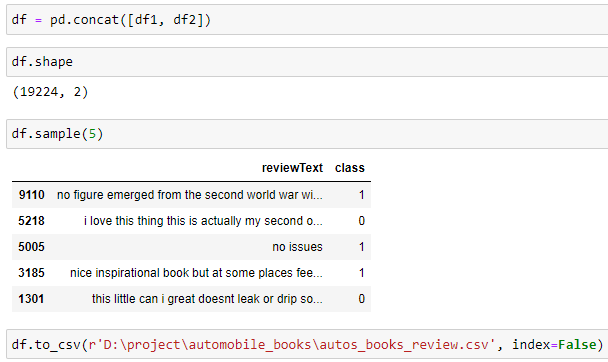 df = pd.concat([df1, df2])
df.shape
(19224, 2)
df.sample(5)
reviewText class
9110 no figure emerged from the second world war wi... 1
5218 i love this thing this is actually my second o... 0
5005 no issues 1
3185 nice inspirational book but at some places fee... 1
1301 this little can i great doesnt leak or drip so... 0
df.to_csv(r'D:\project\automobile_books\autos_books_review.csv', index=False)